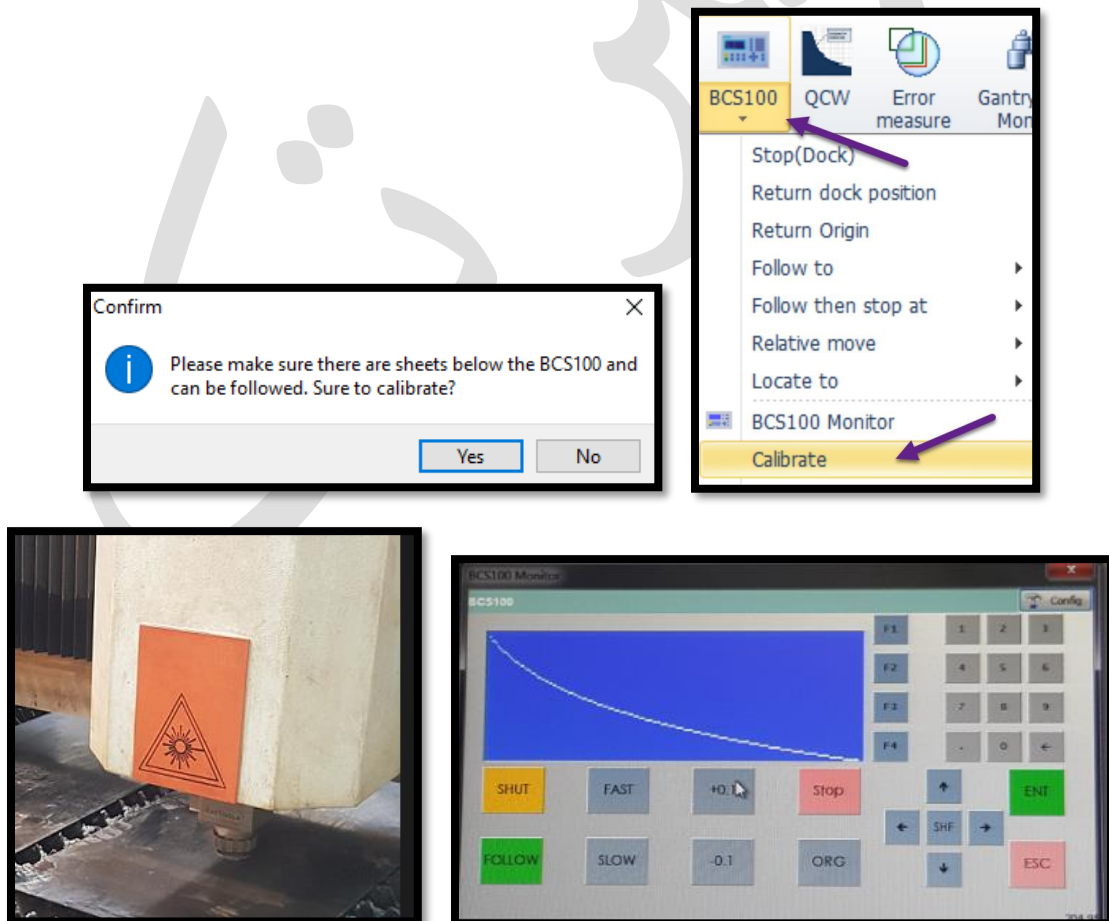 BCS100
QCW
Error
measure
Gantry
Mon
Stop(Dock)
Return dock position
Return Origin
Follow to
Follow then stop at
Relative move
Locate to
BCS100 Monitor
Calibrate
Confirm
Please make sure there are sheets below the BCS100 and
can be followed. Sure to calibrate?
Yes No
BCS100 Monitor
BCS100 Config
F1 1 2 3
F2 4 5 6
F3 7 8 9
F4 . 0 ←
SHUT FAST +0.1 Stop ENT
SHF
FOLLOW SLOW -0.1 ORG ESC